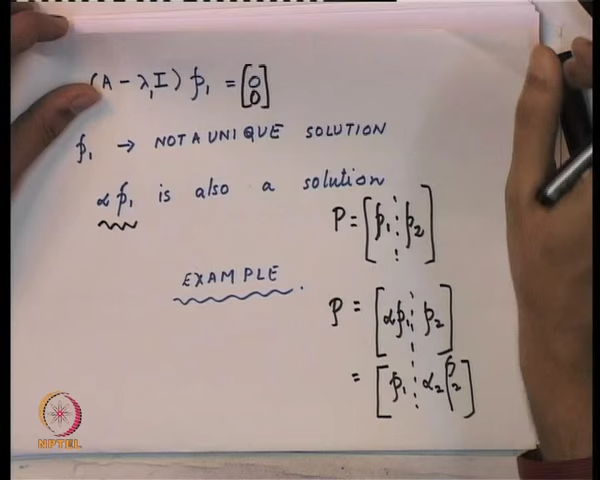 (A - λ₁I) p₁ = [0 0]
p₁ → NOT A UNIQUE SOLUTION
αp₁ is also a solution
P = [p₁ ⋮ p₂]
EXAMPLE.
P = [αp₁ ⋮ p₂]
= [p₁ ⋮ α₂p₂]
NPTEL